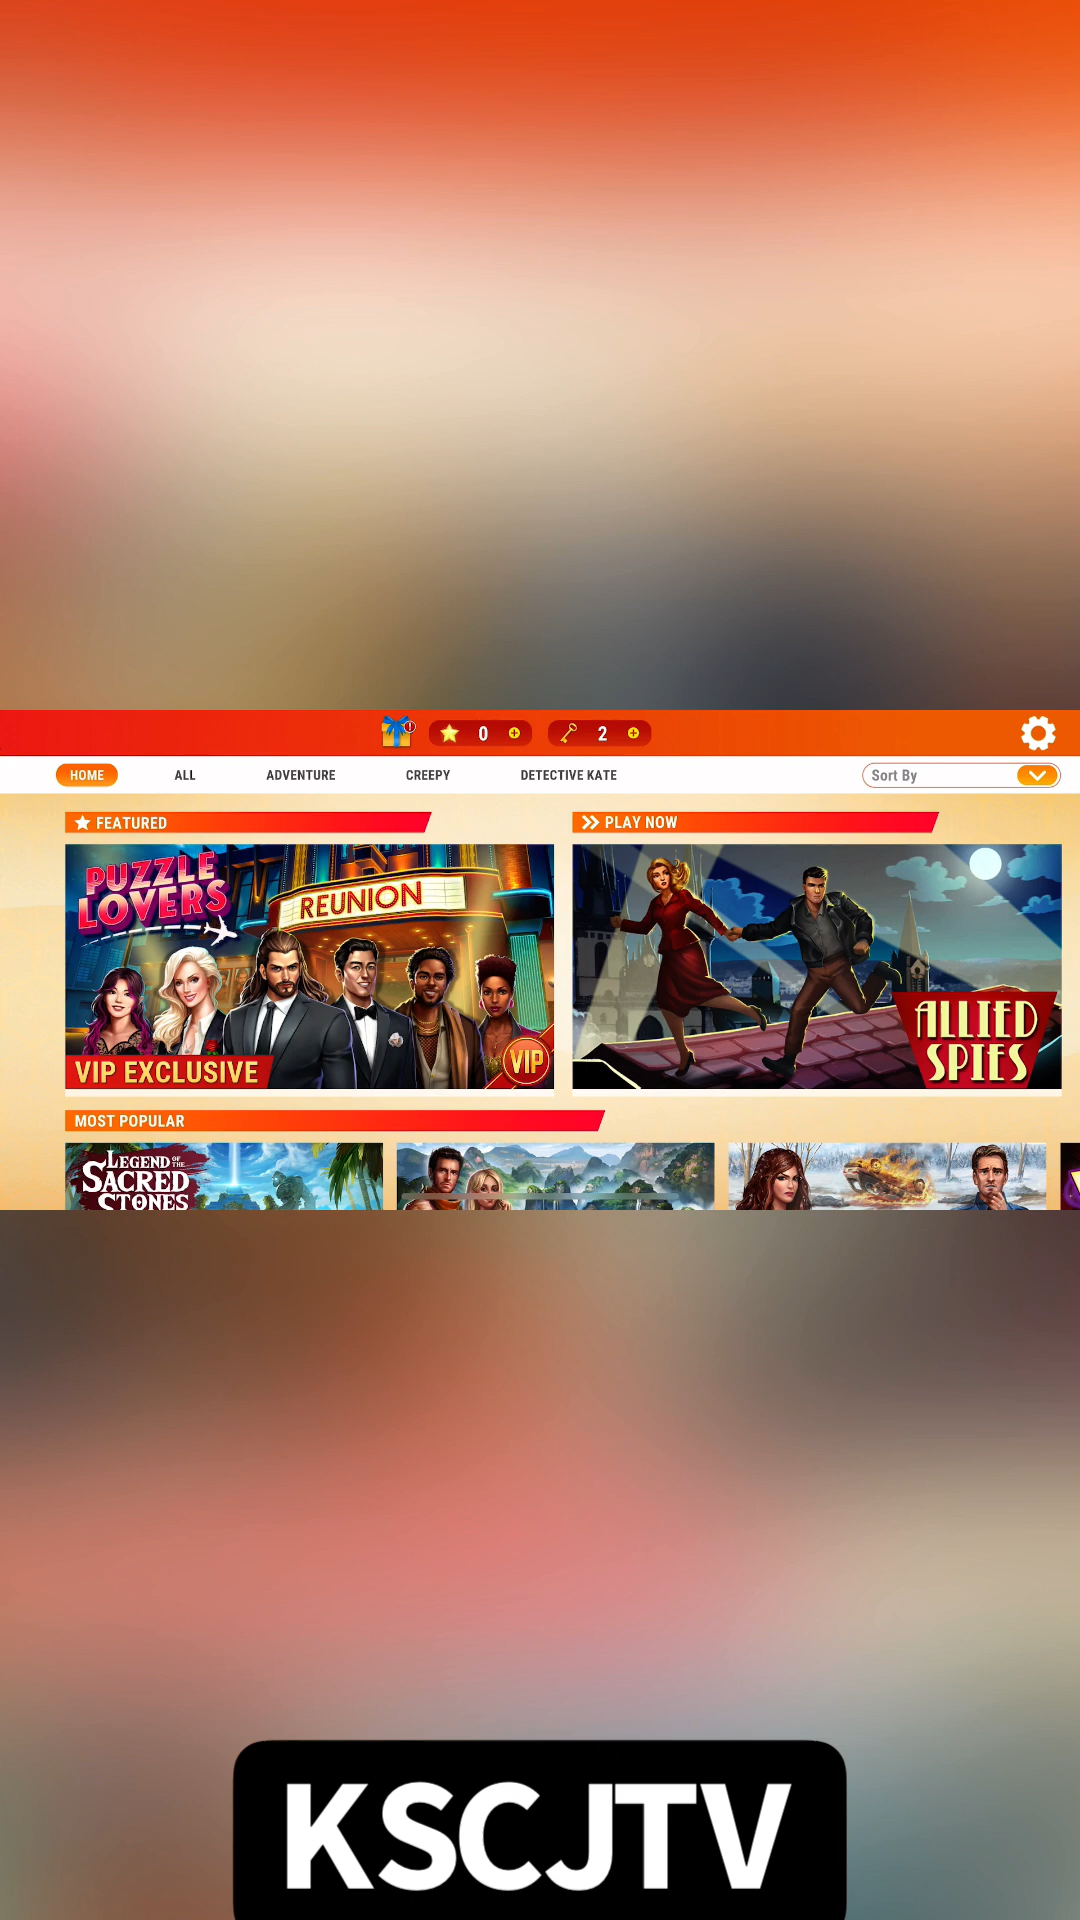 0
2
HOME
ALL
ADVENTURE
CREEPY
DETECTIVE KATE
Sort By
FEATURED
PLAY NOW
PUZZLE
LOVERS
REUNION
VIP EXCLUSIVE
VIP
ALLIED
SPIES
MOST POPULAR
LEGEND OF THE
SACRED
STONES
KSCJTV